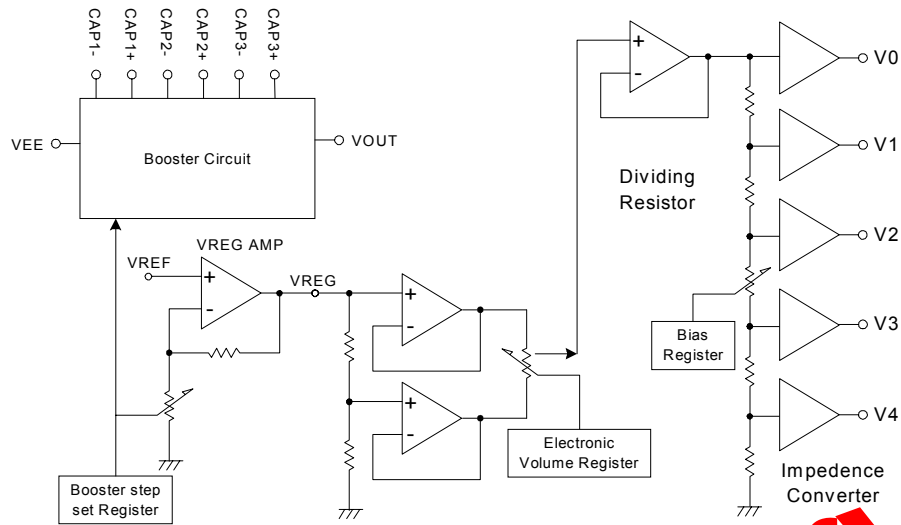 CAP1-
CAP1+
CAP2-
CAP2+
CAP3-
CAP3+
VEE
Booster Circuit
VOUT
+
-
V0
V1
Dividing
Resistor
V2
VREG AMP
VREF
+
-
VREG
+
-
Bias
Register
V3
+
-
Electronic
Volume Register
V4
Booster step
set Register
Impedence
Converter